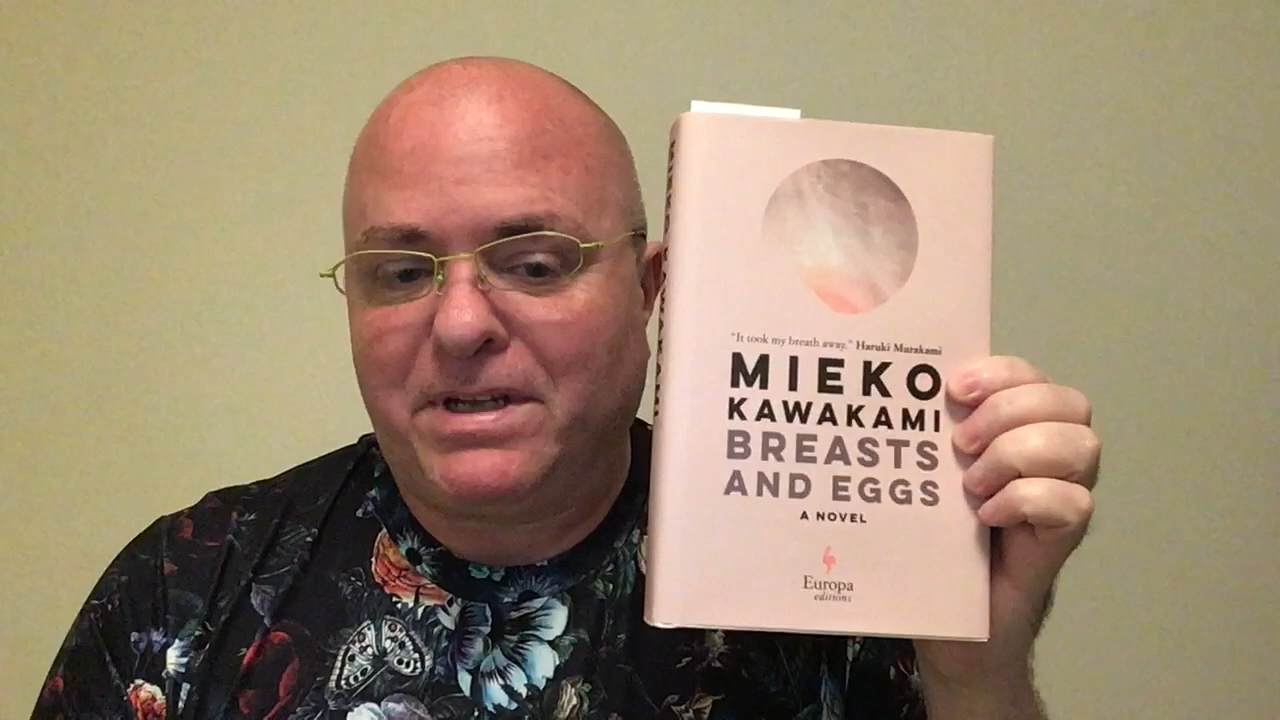 "It took my breath away." Haruki Murakami
MIEKO
KAWAKAMI
BREASTS
AND EGGS
A NOVEL
Europa
editions